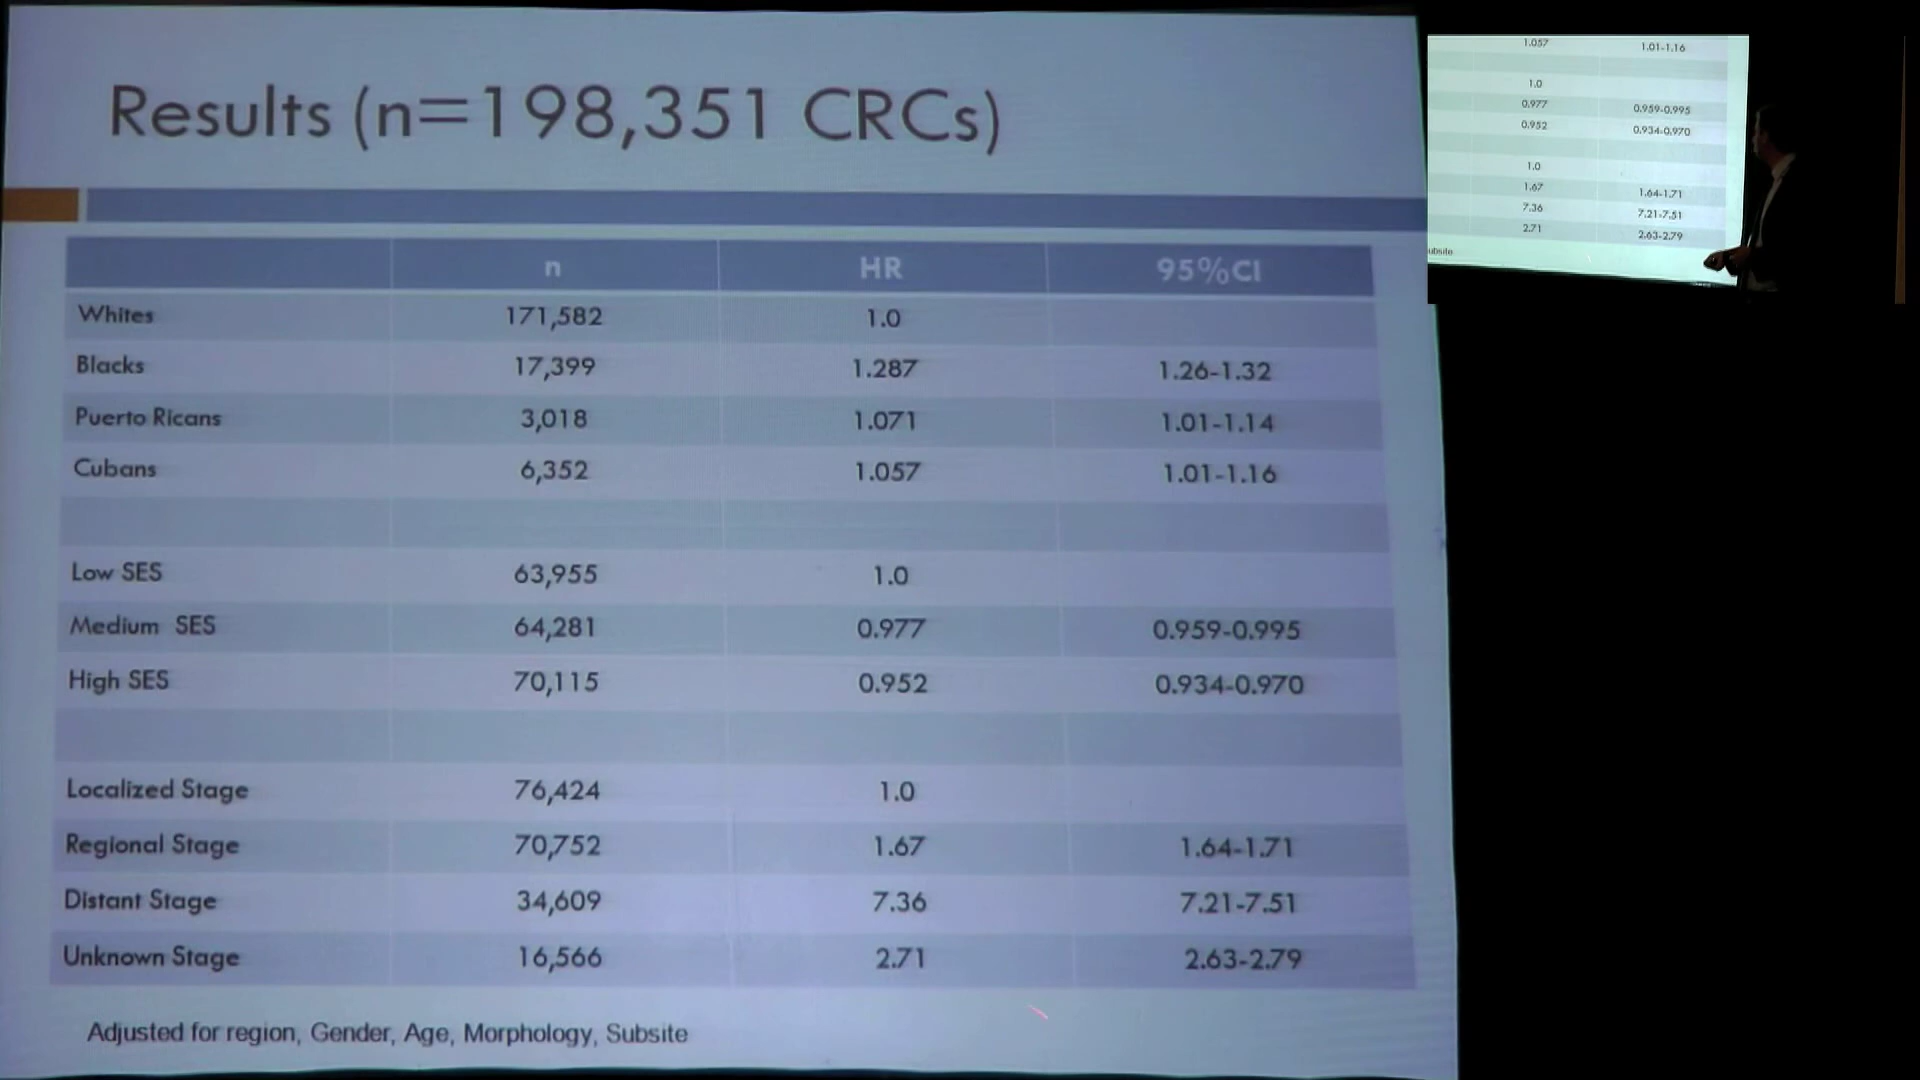 Results (n=198,351 CRCs)
n HR 95%CI
Whites 171,582 1.0
Blacks 17,399 1.287 1.26-1.32
Puerto Ricans 3,018 1.071 1.01-1.14
Cubans 6,352 1.057 1.01-1.16
Low SES 63,955 1.0
Medium SES 64,281 0.977 0.959-0.995
High SES 70,115 0.952 0.934-0.970
Localized Stage 76,424 1.0
Regional Stage 70,752 1.67 1.64-1.71
Distant Stage 34,609 7.36 7.21-7.51
Unknown Stage 16,566 2.71 2.63-2.79
Adjusted for region, Gender, Age, Morphology, Subsite
1.057 1.01-1.16
1.0
0.977 0.959-0.995
0.952 0.934-0.970
1.0
1.67 1.64-1.71
7.36 7.21-7.51
2.71 2.63-2.79
ubsite